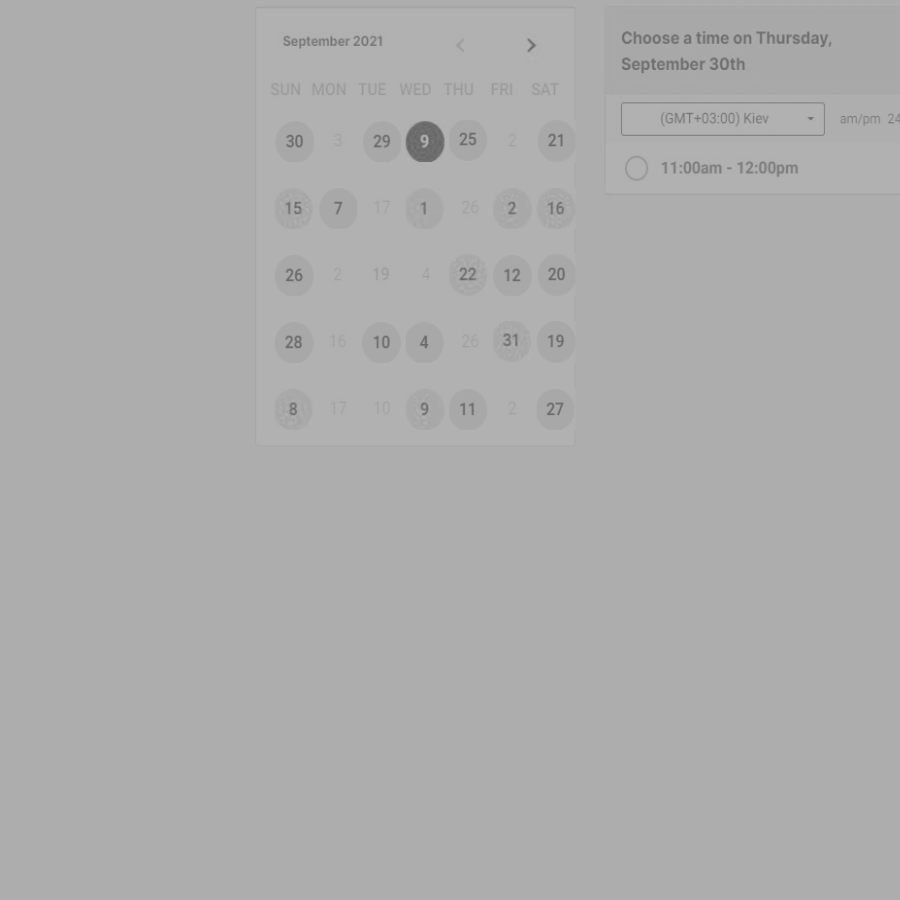 September 2021
SUN MON TUE WED THU FRI SAT
30 3 29 9 25 2 21
15 7 17 1 26 2 16
26 2 19 4 22 12 20
28 16 10 4 26 31 19
8 17 10 9 11 2 27
Choose a time on Thursday,
September 30th
(GMT+03:00) Kiev am/pm 24
11:00am - 12:00pm